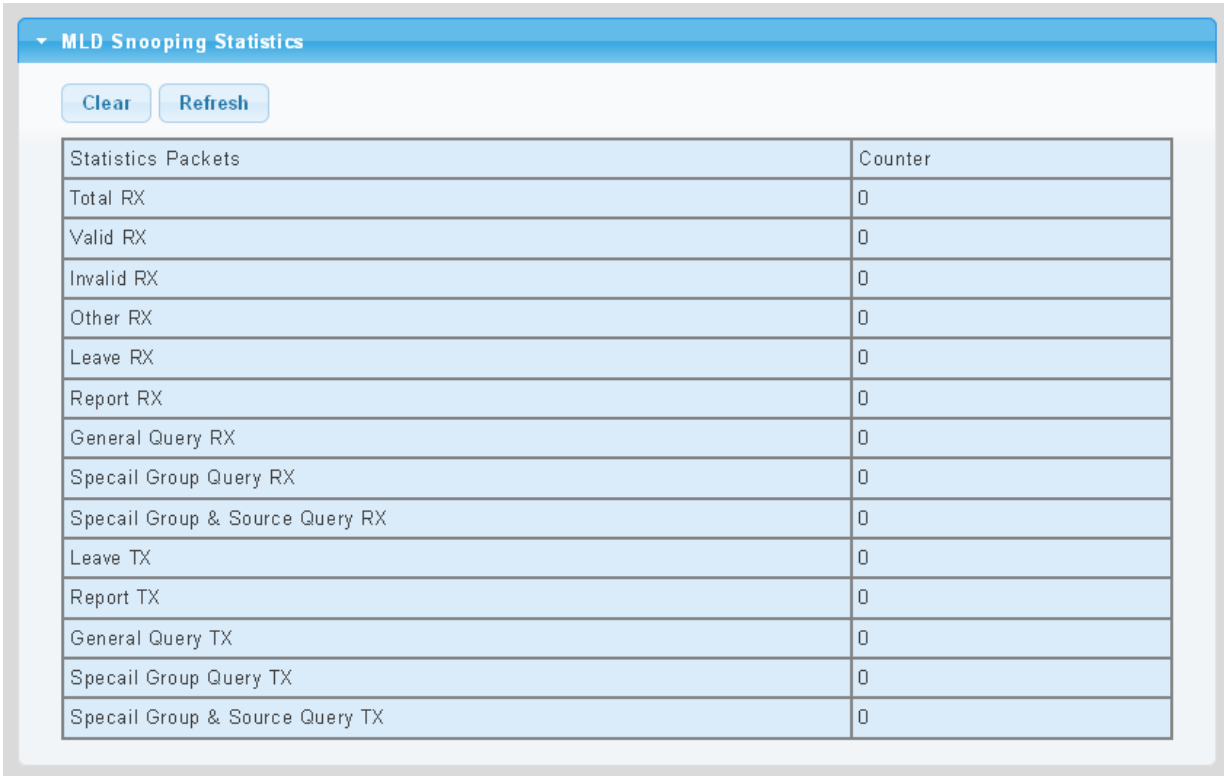 MLD Snooping Statistics
Clear Refresh
Statistics Packets Counter
Total RX 0
Valid RX 0
Invalid RX 0
Other RX 0
Leave RX 0
Report RX 0
General Query RX 0
Specail Group Query RX 0
Specail Group & Source Query RX 0
Leave TX 0
Report TX 0
General Query TX 0
Specail Group Query TX 0
Specail Group & Source Query TX 0